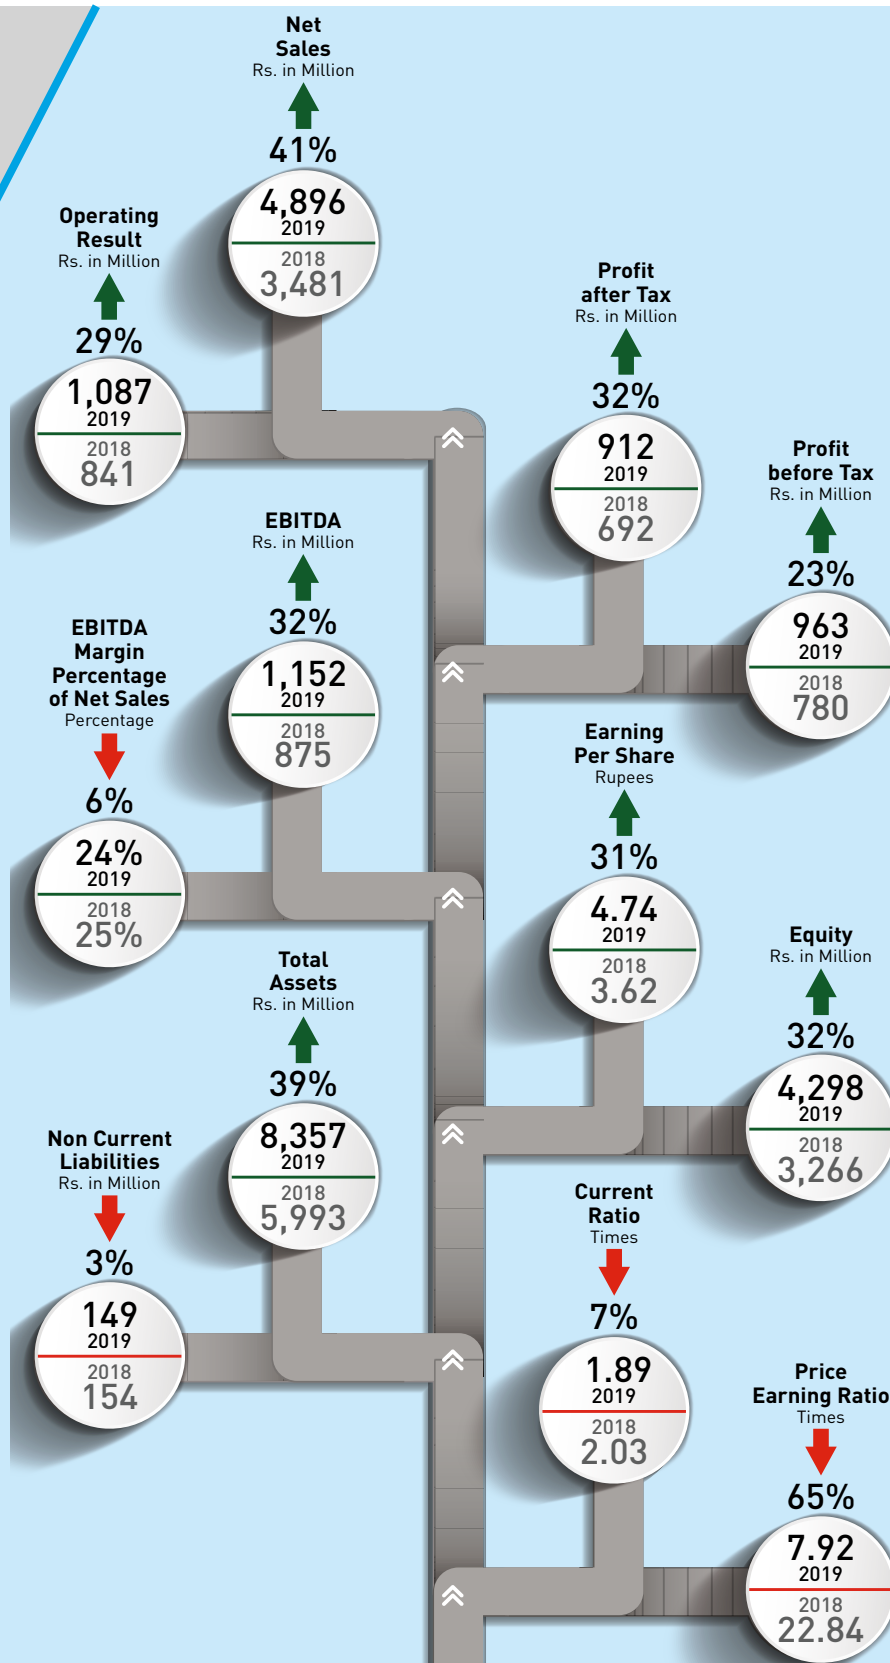 Net
Sales
Rs. in Million
41%
4,896
2019
2018
3,481
Operating
Result
Rs. in Million
29%
1,087
2019
2018
841
Profit
after Tax
Rs. in Million
32%
912
2019
2018
692
Profit
before Tax
Rs. in Million
23%
963
2019
2018
780
EBITDA
Rs. in Million
32%
1,152
2019
2018
875
EBITDA
Margin
Percentage
of Net Sales
Percentage
6%
24%
2019
2018
25%
Earning
Per Share
Rupees
31%
4.74
2019
2018
3.62
Equity
Rs. in Million
32%
4,298
2019
2018
3,266
Total
Assets
Rs. in Million
39%
8,357
2019
2018
5,993
Non Current
Liabilities
Rs. in Million
3%
149
2019
2018
154
Current
Ratio
Times
7%
1.89
2019
2018
2.03
Price
Earning Ratio
Times
65%
7.92
2019
2018
22.84